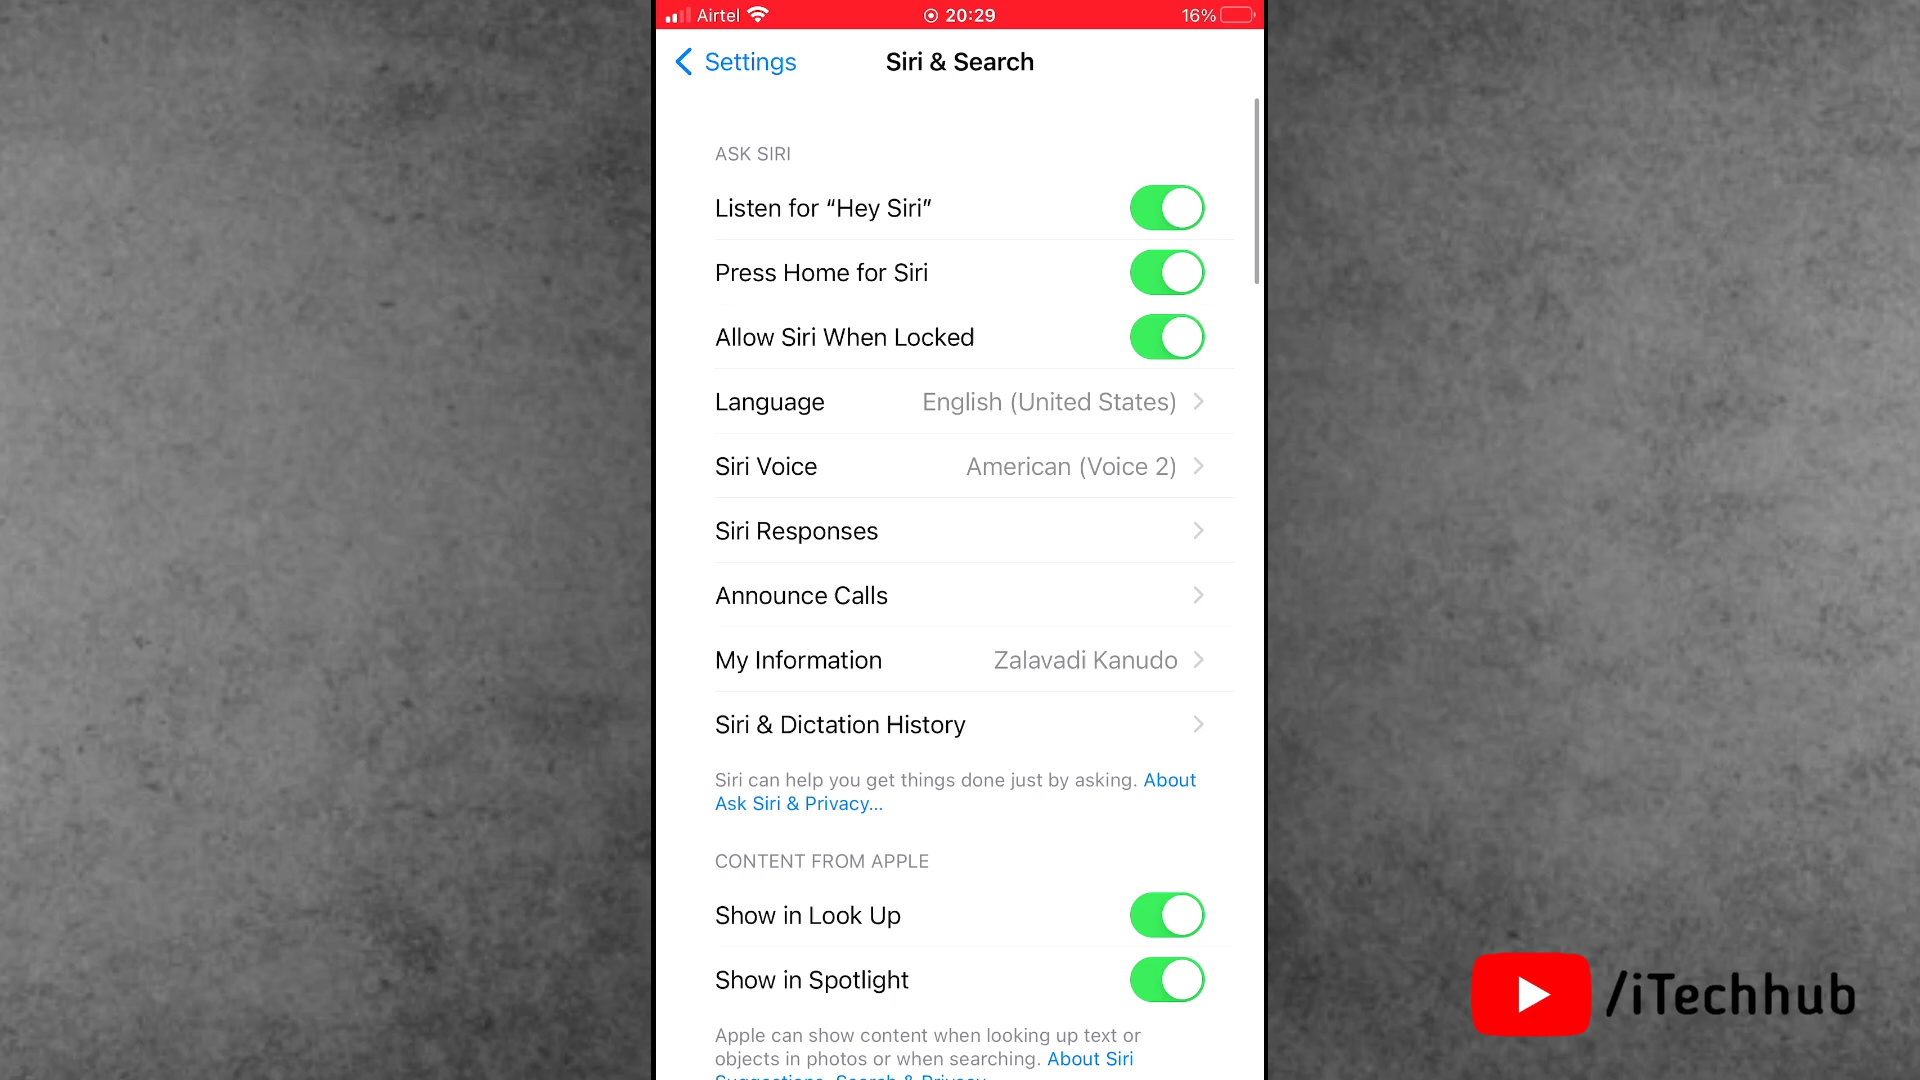 Airtel 20:29 16%
Settings Siri & Search
ASK SIRI
Listen for “Hey Siri”
Press Home for Siri
Allow Siri When Locked
Language English (United States)
Siri Voice American (Voice 2)
Siri Responses
Announce Calls
My Information Zalavadi Kanudo
Siri & Dictation History
Siri can help you get things done just by asking. About
Ask Siri & Privacy...
CONTENT FROM APPLE
Show in Look Up
Show in Spotlight
Apple can show content when looking up text or
objects in photos or when searching. About Siri
Suggestions, Search & Privacy
/iTechhub